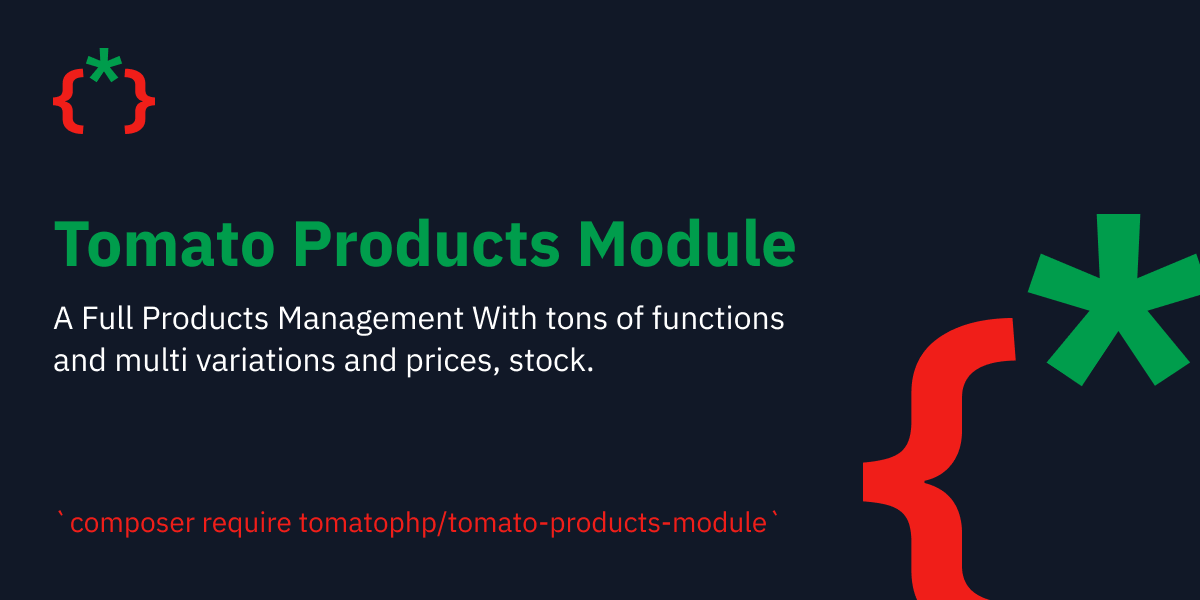 {*}
Tomato Products Module
A Full Products Management With tons of functions
and multi variations and prices, stock.
`composer require tomatophp/tomato-products-module`
{*